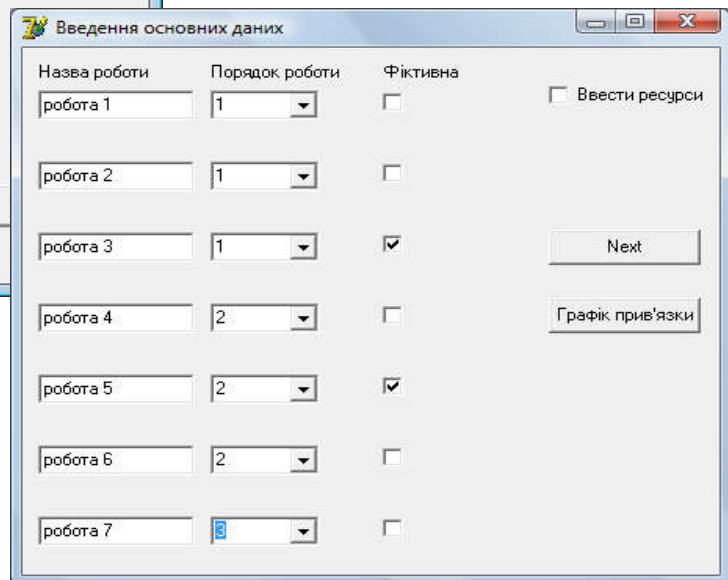 Введення основних даних
Назва роботи Порядок роботи Фіктивна
робота 1 1 Ввести ресурси
робота 2 1
робота 3 1 Next
робота 4 2 Графік прив'язки
робота 5 2
робота 6 2
робота 7 3